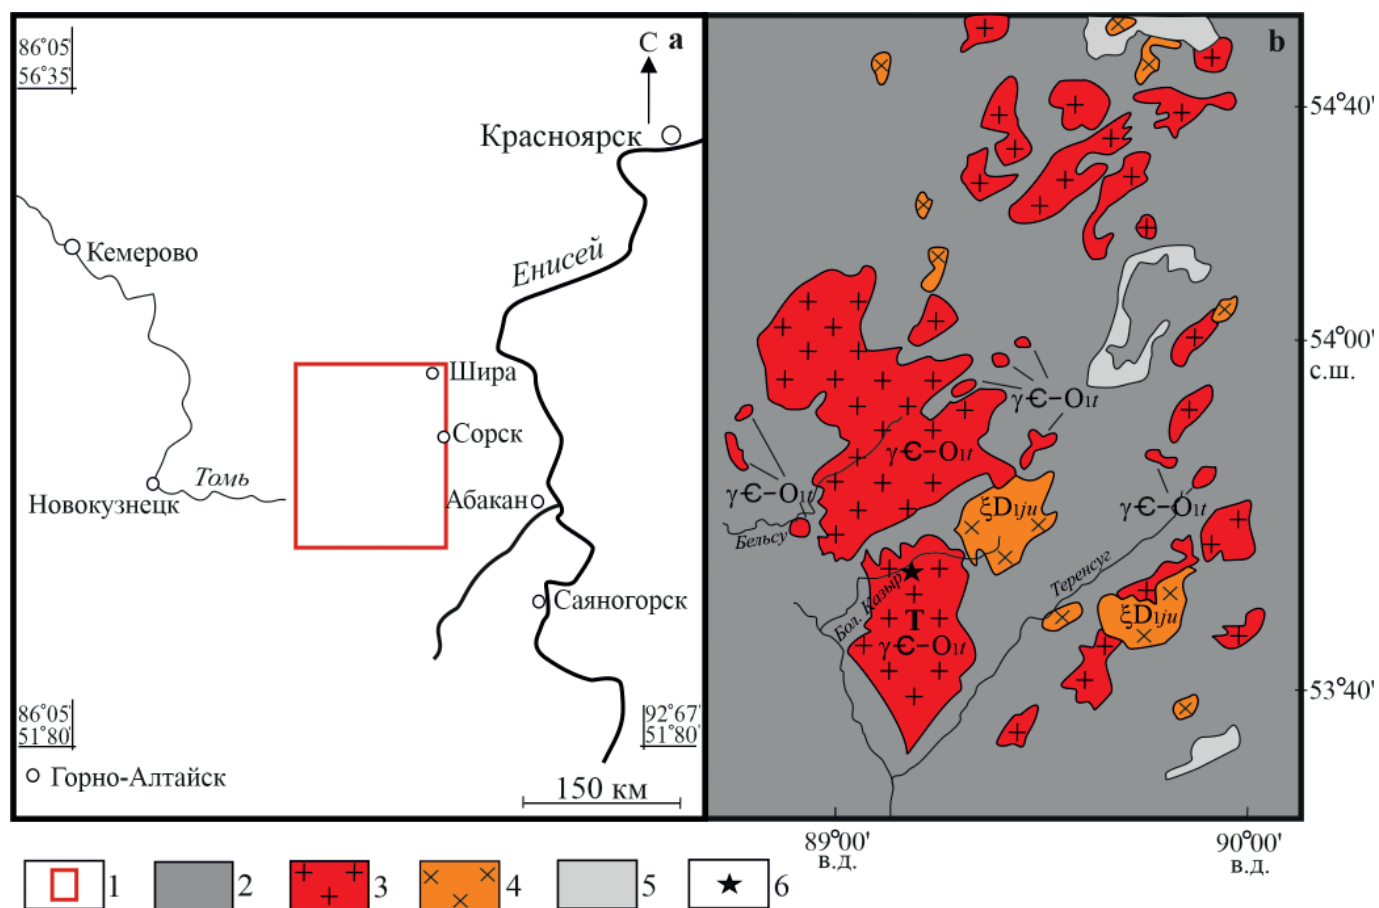 86°05'
56°35'
С
a
Красноярск
Енисей
Кемерово
Шира
Сорск
Томь
Новокузнецк
Абакан
Саяногорск
86°05'
51°80'
92°67'
51°80'
Горно-Алтайск
150 км
b
54°40'
54°00'
с.ш.
γЄ–O1t
γЄ–O1t
γЄ–O1t
ξD1ju
γЄ–O1t
Бельсу
Теренсуг
Бол. Казыр
T
γЄ–O1t
ξD1ju
53°40'
89°00'
в.д.
90°00'
в.д.
1 2 3 4 5 6